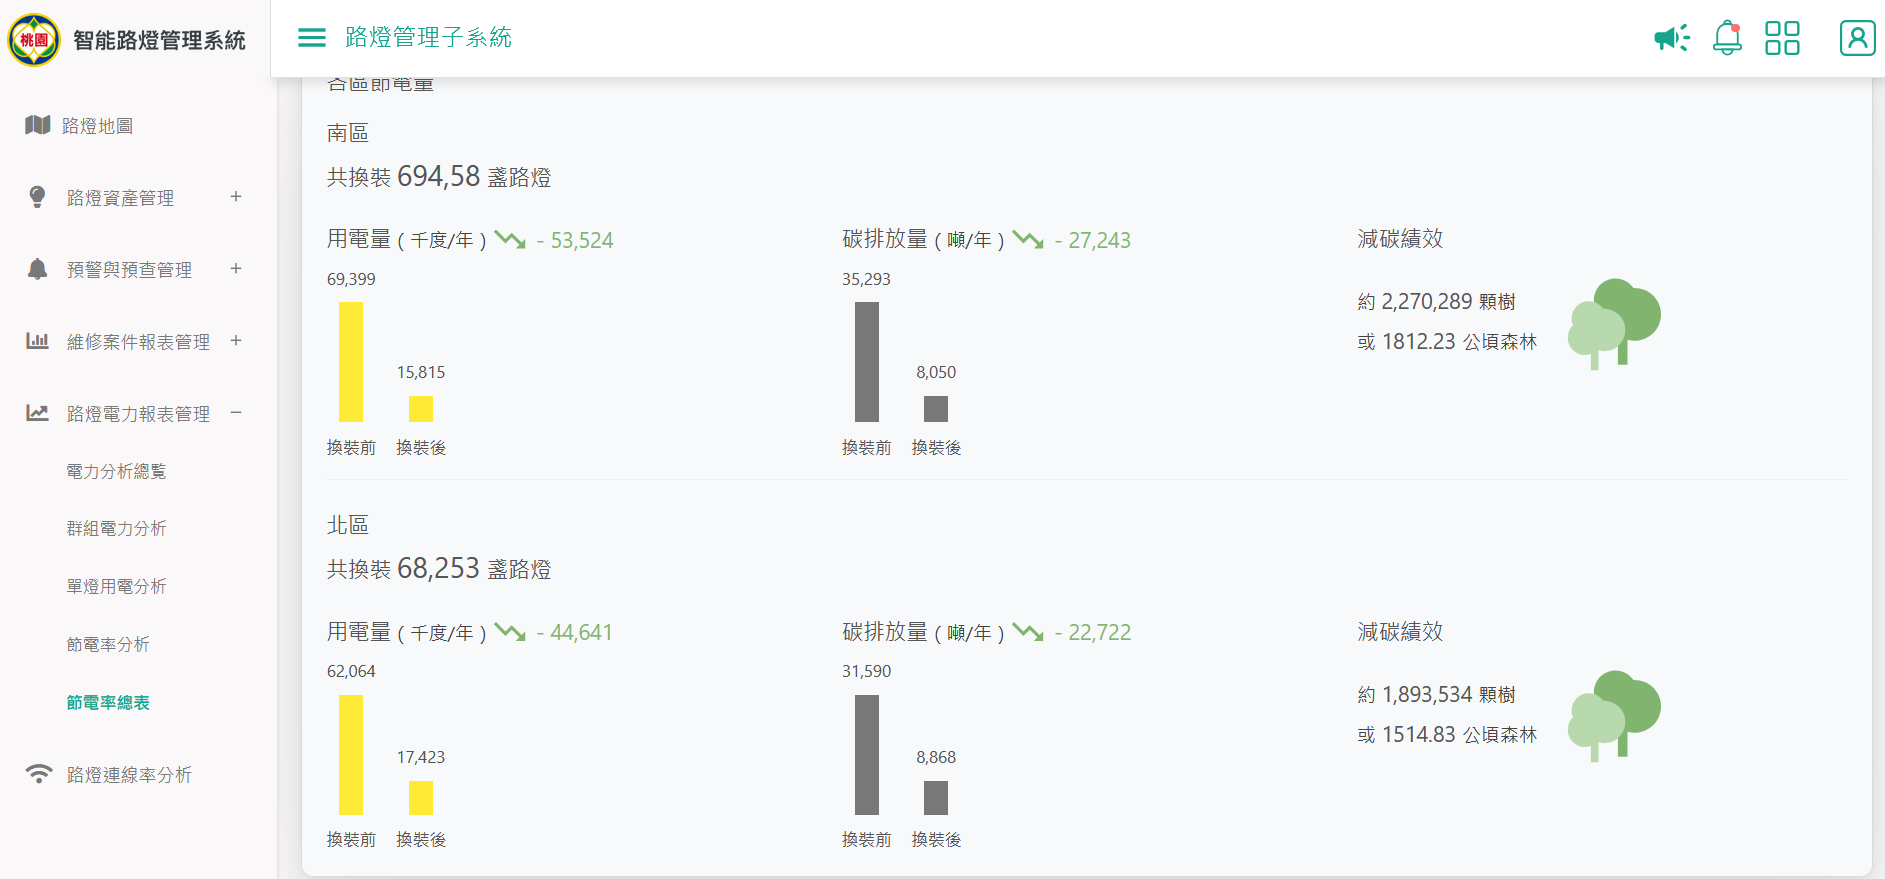 桃園
智能路燈管理系統
路燈管理子系統
路燈地圖
路燈資產管理 +
預警與預查管理 +
維修案件報表管理 +
路燈電力報表管理 −
電力分析總覧
群組電力分析
單燈用電分析
節電率分析
節電率總表
路燈連線率分析
各區節電量
南區
共換裝 694,58 盞路燈
用電量 ( 千度/年 ) - 53,524
69,399
15,815
換裝前 換裝後
碳排放量 ( 噸/年 ) - 27,243
35,293
8,050
換裝前 換裝後
減碳績效
約 2,270,289 顆樹
或 1812.23 公頃森林
北區
共換裝 68,253 盞路燈
用電量 ( 千度/年 ) - 44,641
62,064
17,423
換裝前 換裝後
碳排放量 ( 噸/年 ) - 22,722
31,590
8,868
換裝前 換裝後
減碳績效
約 1,893,534 顆樹
或 1514.83 公頃森林